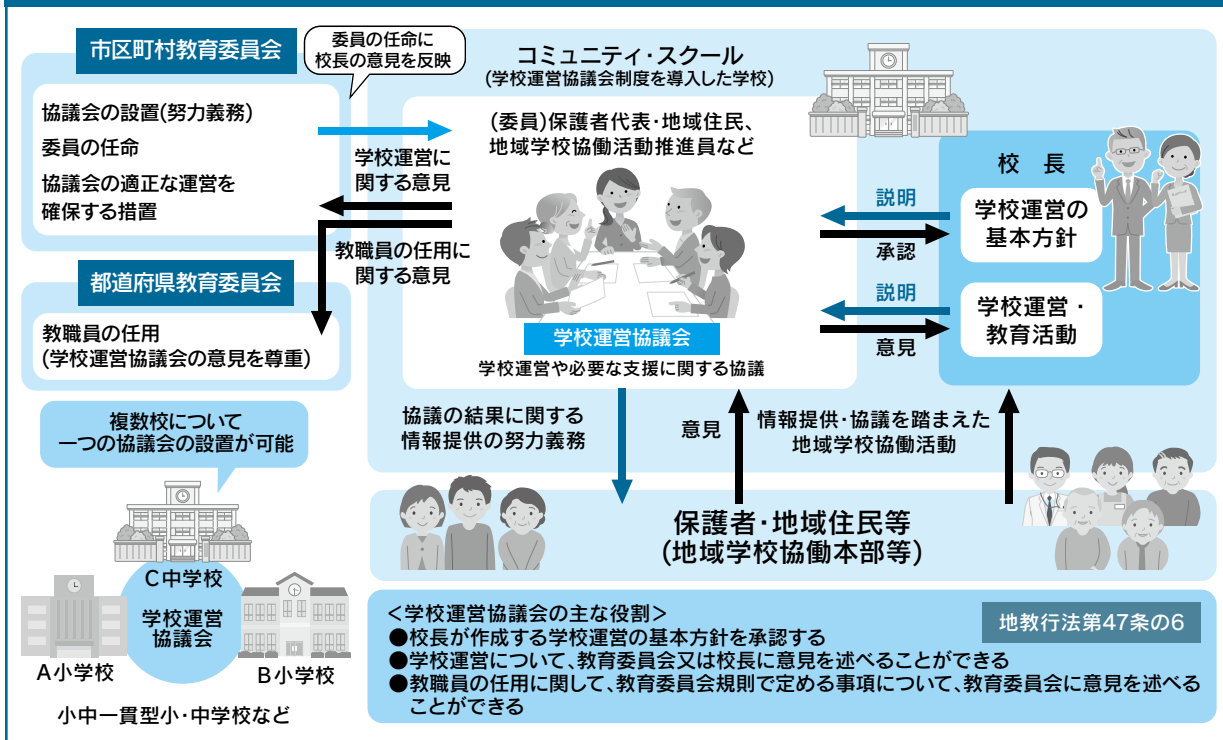 市区町村教育委員会
委員の任命に
校長の意見を反映
協議会の設置(努力義務)
委員の任命
協議会の適正な運営を
確保する措置
学校運営に
関する意見
教職員の任用に
関する意見
都道府県教育委員会
教職員の任用
(学校運営協議会の意見を尊重)
コミュニティ・スクール
(学校運営協議会制度を導入した学校)
(委員)保護者代表・地域住民、
地域学校協働活動推進員など
学校運営協議会
学校運営や必要な支援に関する協議
説明
承認
説明
意見
校 長
学校運営の
基本方針
学校運営・
教育活動
協議の結果に関する
情報提供の努力義務
意見
情報提供・協議を踏まえた
地域学校協働活動
保護者・地域住民等
(地域学校協働本部等)
複数校について
一つの協議会の設置が可能
C中学校
学校運営
協議会
A小学校
B小学校
小中一貫型小・中学校など
<学校運営協議会の主な役割>
地教行法第47条の6
●校長が作成する学校運営の基本方針を承認する
●学校運営について、教育委員会又は校長に意見を述べることができる
●教職員の任用に関して、教育委員会規則で定める事項について、教育委員会に意見を述べる
ことができる